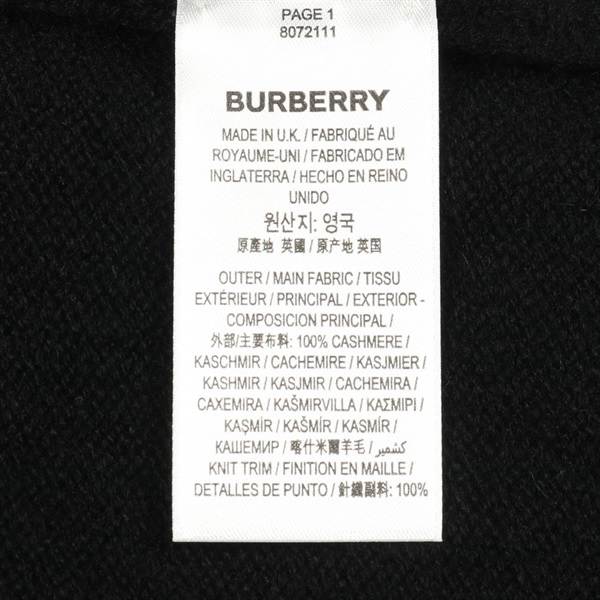 PAGE 1
8072111
BURBERRY
MADE IN U.K. / FABRIQUÉ AU
ROYAUME-UNI / FABRICADO EM
INGLATERRA / HECHO EN REINO
UNIDO
원산지: 영국
原產地 英國 / 原产地 英国
OUTER / MAIN FABRIC / TISSU
EXTÉRIEUR / PRINCIPAL / EXTERIOR -
COMPOSICION PRINCIPAL /
外部/主要布料: 100% CASHMERE /
KASCHMIR / CACHEMIRE / KASJMIER /
KASHMIR / KASJMIR / CACHEMIRA /
CAXEMIRA / KAŠMIRVILLA / ΚΑΣΜΙΡΙ /
KAŞMİR / KAŠMÍR / KASMÍR /
КАШЕМИР / 喀什米爾羊毛 / كشمير /
KNIT TRIM / FINITION EN MAILLE /
DETALLES DE PUNTO / 針織副料: 100%